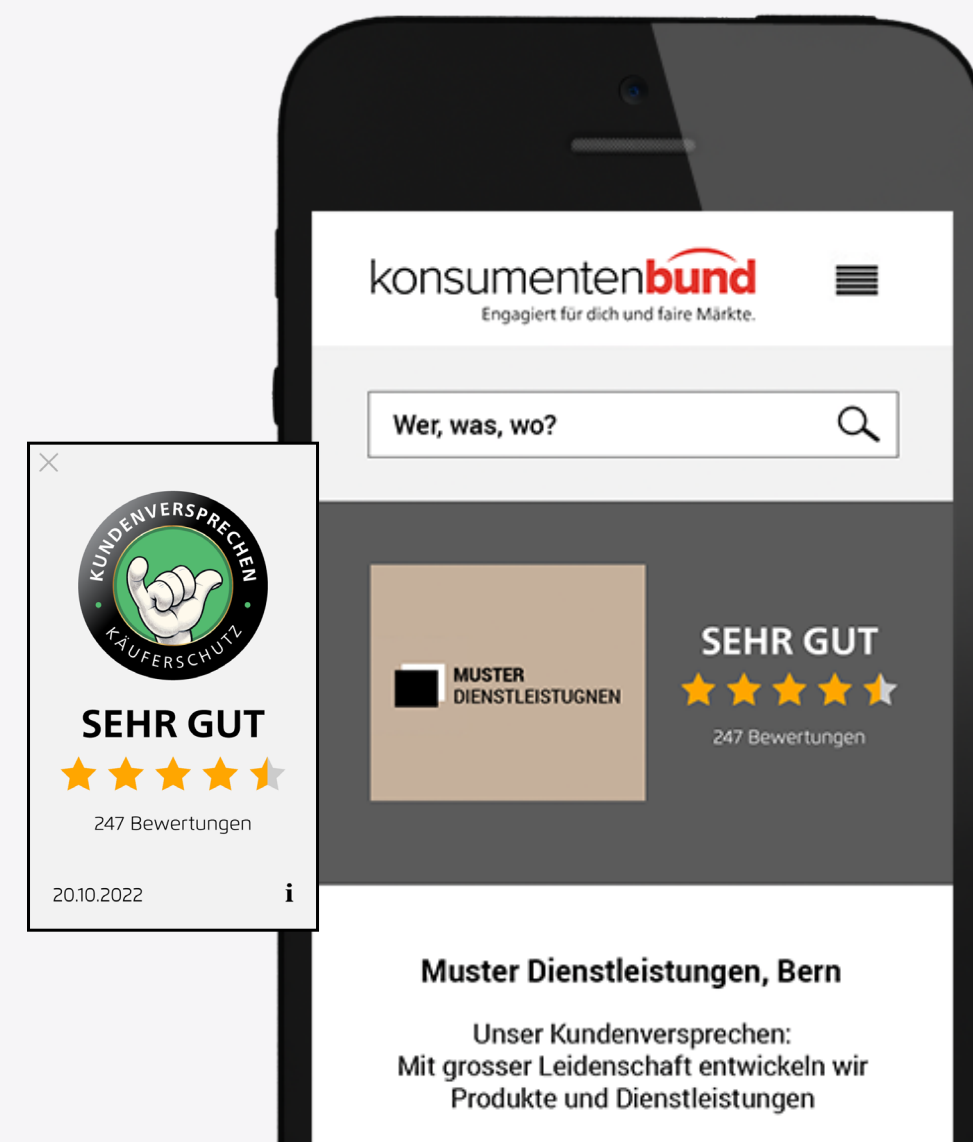 konsumentenbund
Engagiert für dich und faire Märkte.
Wer, was, wo?
KUNDENVERSPRECHEN
KÄUFERSCHUTZ
SEHR GUT
247 Bewertungen
20.10.2022
i
MUSTER
DIENSTLEISTUGNEN
SEHR GUT
247 Bewertungen
Muster Dienstleistungen, Bern
Unser Kundenversprechen:
Mit grosser Leidenschaft entwickeln wir
Produkte und Dienstleistungen